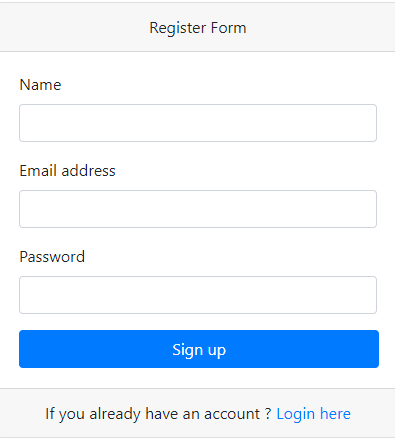 Register Form
Name
Email address
Password
Sign up
If you already have an account ? Login here